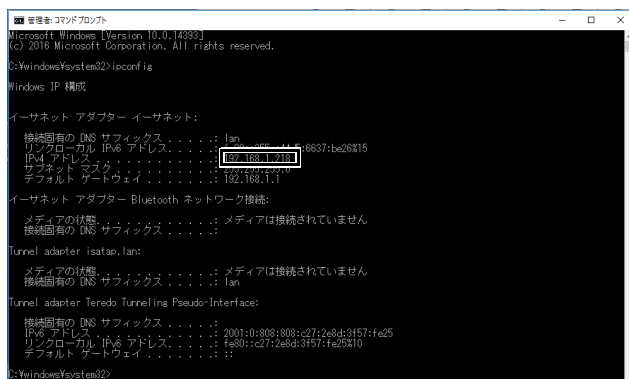 管理者: コマンド プロンプト
Microsoft Windows [Version 10.0.14393]
(c) 2016 Microsoft Corporation. All rights reserved.
C:¥windows¥system32>ipconfig
Windows IP 構成
イーサネット アダプター イーサネット:
接続固有の DNS サフィックス . . . . .: lan
リンクローカル IPv6 アドレス. . . . .: :6637:be26%15
IPv4 アドレス . . . . . . . . . . . .: 192.168.1.218
サブネット マスク . . . . . . . . . .: 255.255.255.0
デフォルト ゲートウェイ . . . . . . .: 192.168.1.1
イーサネット アダプター Bluetooth ネットワーク接続:
メディアの状態. . . . . . . . . . . .: メディアは接続されていません
接続固有の DNS サフィックス . . . . .:
Tunnel adapter isatap.lan:
メディアの状態. . . . . . . . . . . .: メディアは接続されていません
接続固有の DNS サフィックス . . . . .: lan
Tunnel adapter Teredo Tunneling Pseudo-Interface:
接続固有の DNS サフィックス . . . . .:
IPv6 アドレス . . . . . . . . . . . .: 2001:0:808:808:c27:2e8d:3f57:fe25
リンクローカル IPv6 アドレス. . . . .: fe80::c27:2e8d:3f57:fe25%10
デフォルト ゲートウェイ . . . . . . .: ::
C:¥windows¥system32>